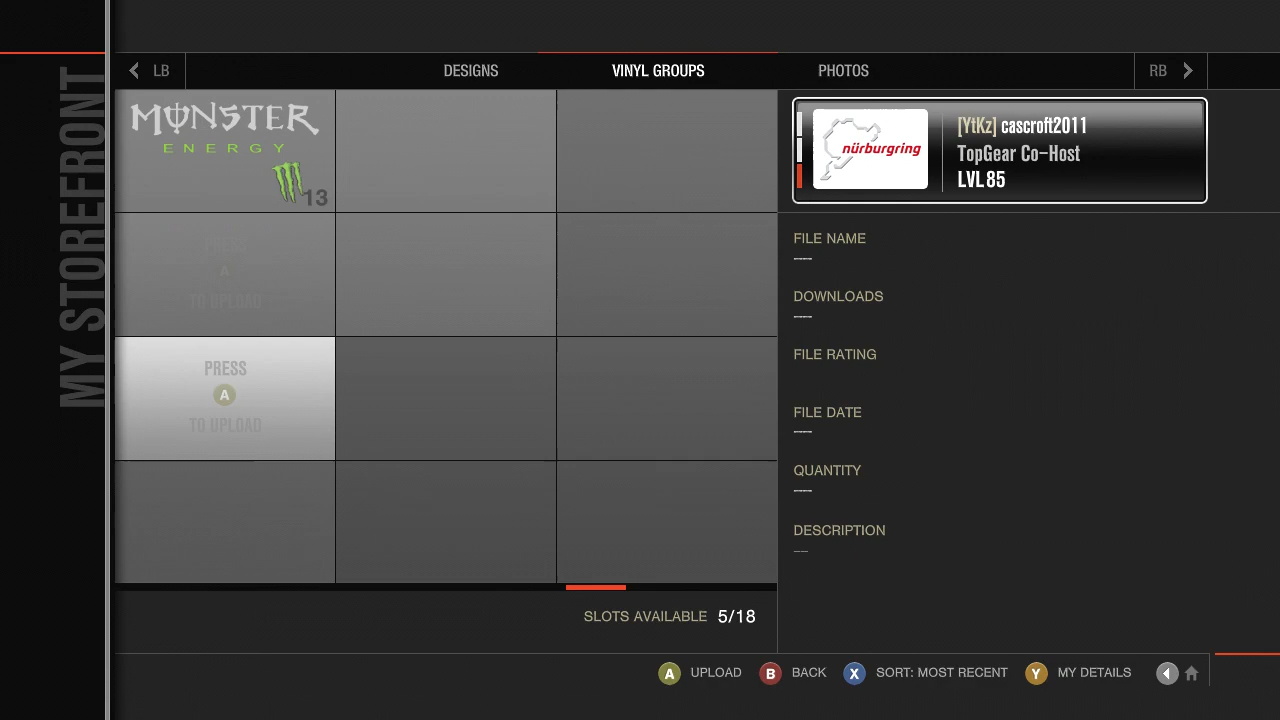 MY STOREFRONT
LB
DESIGNS
VINYL GROUPS
PHOTOS
RB
MONSTER
ENERGY
13
PRESS
A
TO UPLOAD
PRESS
A
TO UPLOAD
nürburgring
[YtKz] cascroft2011
TopGear Co-Host
LVL 85
FILE NAME
----
DOWNLOADS
----
FILE RATING
FILE DATE
----
QUANTITY
----
DESCRIPTION
---
SLOTS AVAILABLE 5/18
A UPLOAD B BACK X SORT: MOST RECENT Y MY DETAILS